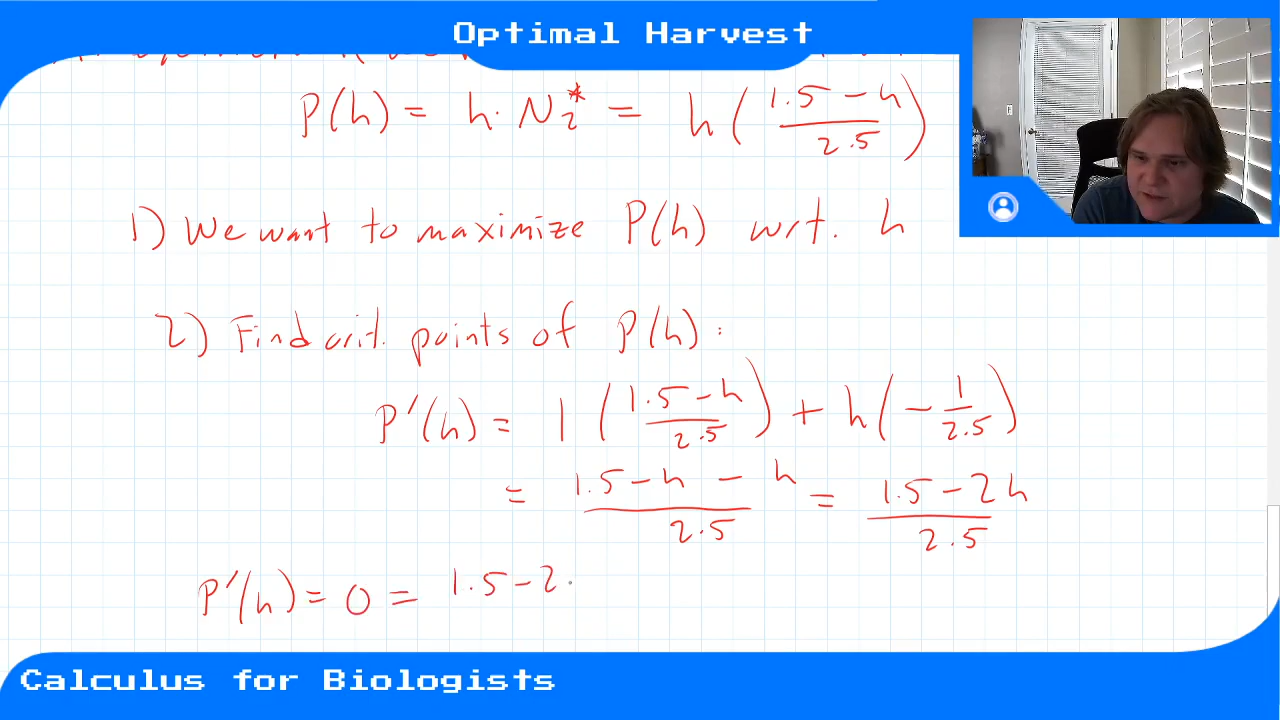 Optimal Harvest
P(h) = h · N₂* = h ( (1.5 - h) / 2.5 )
1) We want to maximize P(h) wrt. h
2) Find crit. points of P(h) :
P'(h) = 1 ( (1.5 - h) / 2.5 ) + h ( - 1 / 2.5 )
= (1.5 - h - h) / 2.5 = (1.5 - 2h) / 2.5
P'(h) = 0 = 1.5 - 2
Calculus for Biologists